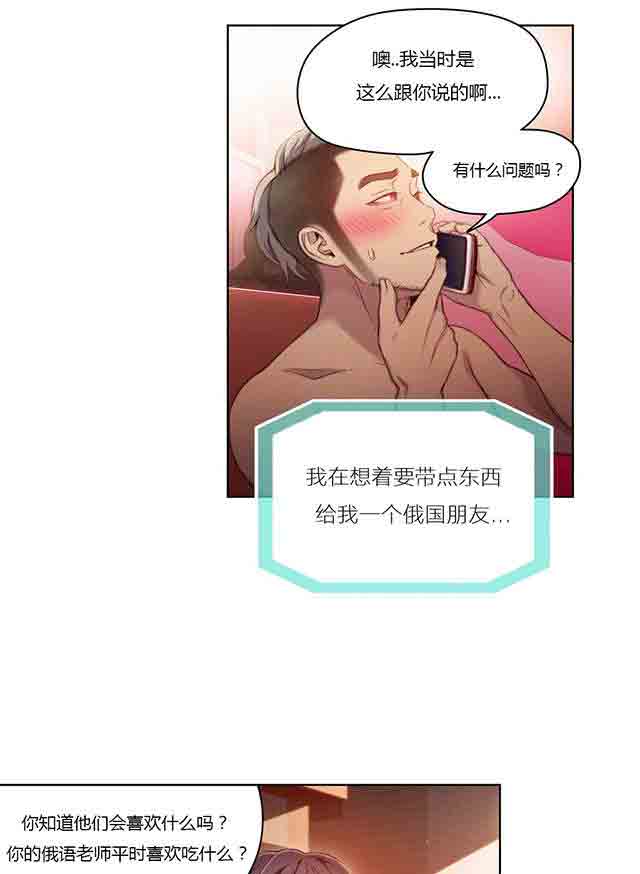 噢..我当时是
这么跟你说的啊...
有什么问题吗？
我在想着要带点东西
给我一个俄国朋友...
你知道他们会喜欢什么吗？
你的俄语老师平时喜欢吃什么？